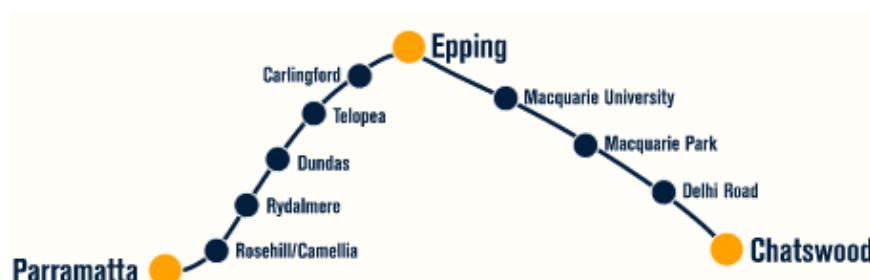 Epping
Carlingford
Macquarie University
Telopea
Macquarie Park
Dundas
Delhi Road
Rydalmere
Rosehill/Camellia
Chatswood
Parramatta